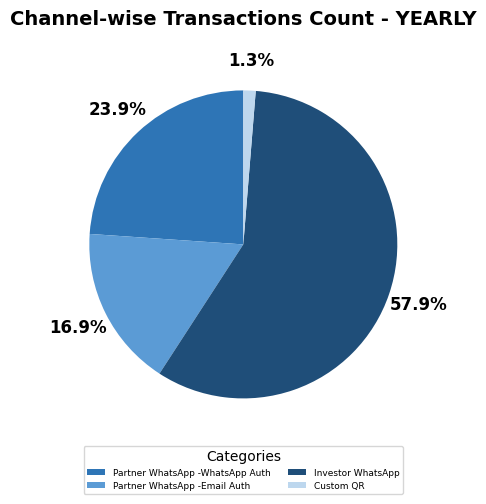 Channel-wise Transactions Count - YEARLY
1.3%
23.9%
57.9%
16.9%
Categories
Partner WhatsApp -WhatsApp Auth
Partner WhatsApp -Email Auth
Investor WhatsApp
Custom QR